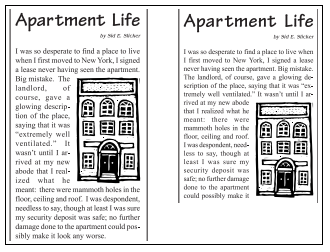 Apartment Life
by Sid E. Slicker
I was so desperate to find a place to live
when I first moved to New York, I signed
a lease never having seen the apartment.
Big mistake. The
landlord, of
course, gave a
glowing descrip-
tion of the place,
saying that it was
"extremely well
ventilated." It
wasn't until I ar-
rived at my new
abode that I real-
ized what he
meant: there were mammoth holes in the
floor, ceiling and roof. I was despondent,
needless to say, though at least I was sure
my security deposit was safe; no further
damage done to the apartment could pos-
sibly make it look any worse.
Apartment Life
by Sid E. Slicker
I was so desperate to find a place to live when
I first moved to New York, I signed a lease
never having seen the apartment. Big mistake.
The landlord, of course, gave a glowing de-
scription of the place, saying that it was "ex-
tremely well ventilated." It wasn't until I ar-
rived at my new abode
that I realized what he
meant: there were
mammoth holes in the
floor, ceiling and roof.
I was despondent, need-
less to say, though at
least I was sure my
security deposit was
safe; no further damage
done to the apartment
could possibly make it